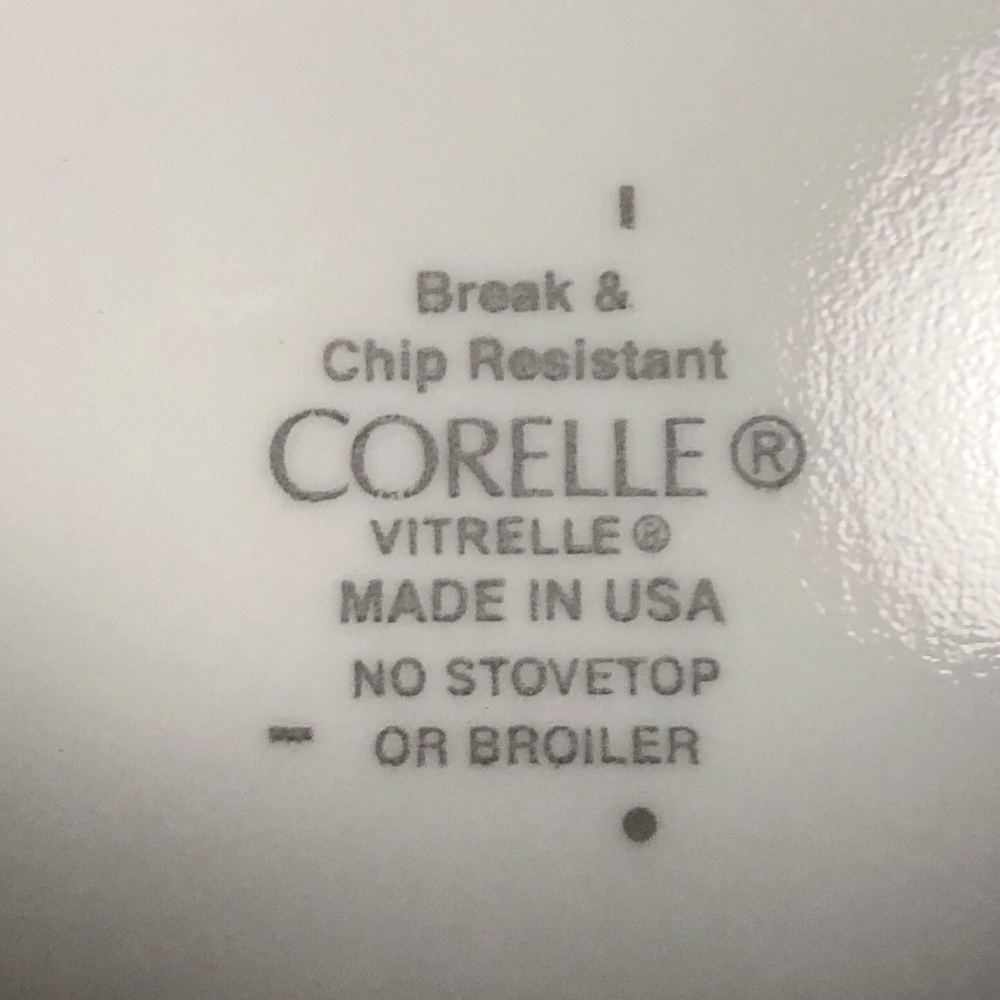 Break &
Chip Resistant
CORELLE ®
VITRELLE ®
MADE IN USA
NO STOVETOP
OR BROILER